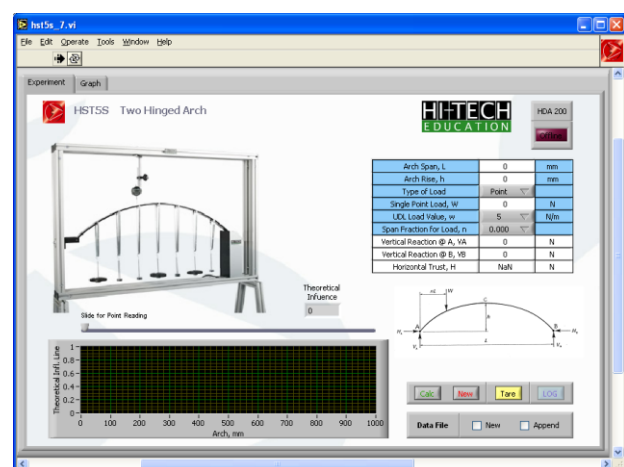 hst5s_7.vi
File Edit Operate Tools Window Help
Experiment Graph
HST5S Two Hinged Arch
HI-TECH
EDUCATION
HDA 200
Offline
Arch Span, L 0 mm
Arch Rise, h 0 mm
Type of Load Point
Single Point Load, W 0 N
UDL Load Value, w 5 N/m
Span Fraction for Load, n 0.000
Vertical Reaction @ A, VA 0 N
Vertical Reaction @ B, VB 0 N
Horizontal Trust, H NaN N
Theoretical
Infuence
0
Slide for Point Reading
nL W C
A B
L
Theoretical Infl. Line
1
0.8
0.6
0.4
0.2
0
0 100 200 300 400 500 600 700 800 900 1000
Arch, mm
Calc New Tare LOG
Data File New Append